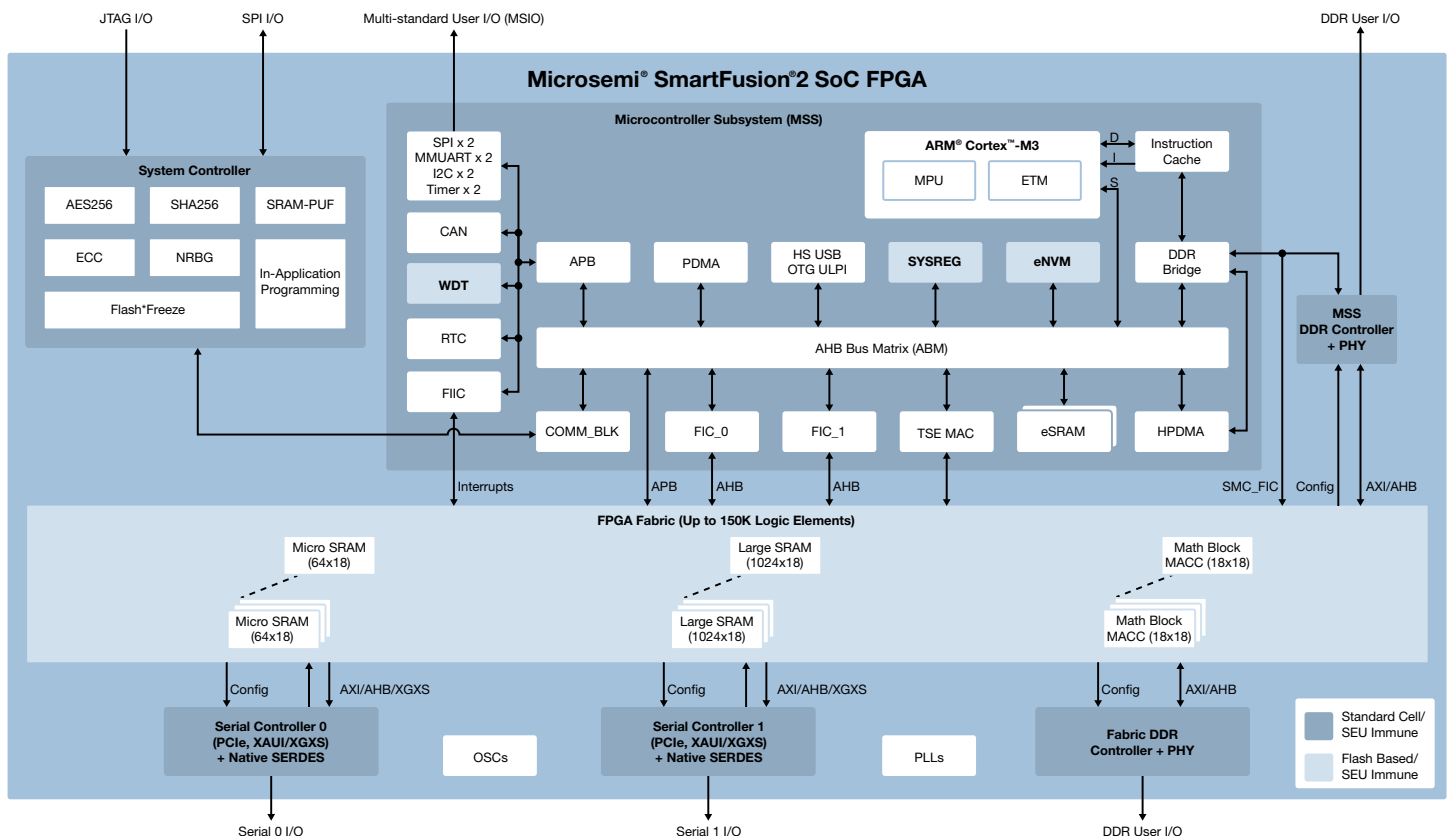 JTAG I/O
SPI I/O
Multi-standard User I/O (MSIO)
DDR User I/O
Microsemi® SmartFusion®2 SoC FPGA
Microcontroller Subsystem (MSS)
System Controller
AES256
SHA256
SRAM-PUF
ECC
NRBG
In-Application
Programming
Flash*Freeze
SPI x 2
MMUART x 2
I2C x 2
Timer x 2
CAN
WDT
RTC
FIIC
ARM® Cortex™-M3
MPU
ETM
D
I
S
Instruction
Cache
APB
PDMA
HS USB
OTG ULPI
SYSREG
eNVM
DDR
Bridge
MSS
DDR Controller
+ PHY
AHB Bus Matrix (ABM)
COMM_BLK
FIC_0
FIC_1
TSE MAC
eSRAM
HPDMA
Interrupts
APB
AHB
AHB
SMC_FIC
Config
AXI/AHB
FPGA Fabric (Up to 150K Logic Elements)
Micro SRAM
(64x18)
Large SRAM
(1024x18)
Math Block
MACC (18x18)
Micro SRAM
(64x18)
Large SRAM
(1024x18)
Math Block
MACC (18x18)
Config
AXI/AHB/XGXS
Config
AXI/AHB/XGXS
Config
AXI/AHB
Serial Controller 0
(PCIe, XAUI/XGXS)
+ Native SERDES
OSCs
Serial Controller 1
(PCIe, XAUI/XGXS)
+ Native SERDES
PLLs
Fabric DDR
Controller + PHY
Standard Cell/
SEU Immune
Flash Based/
SEU Immune
Serial 0 I/O
Serial 1 I/O
DDR User I/O